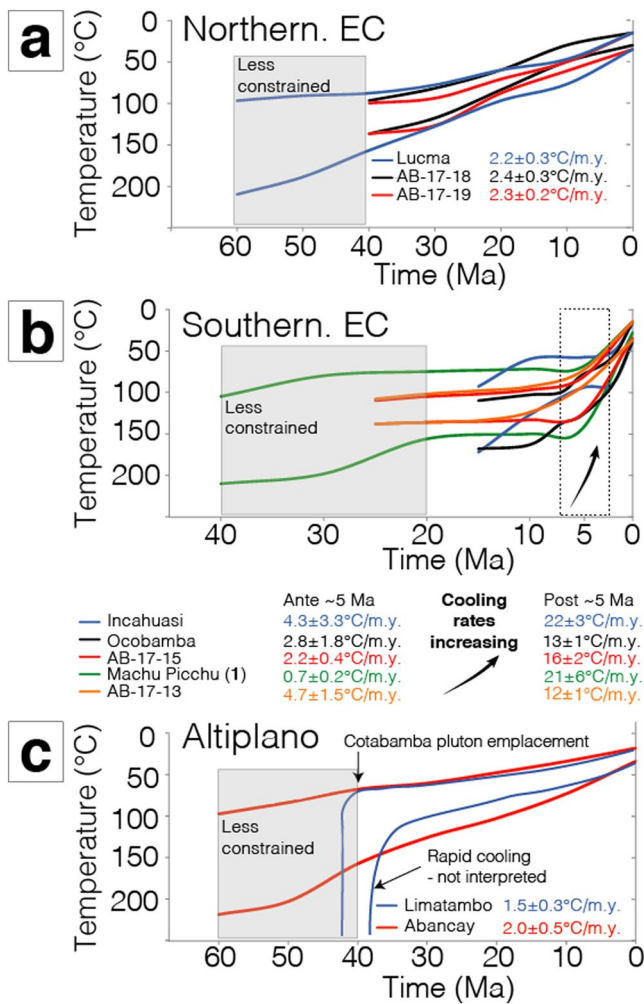 a
Northern. EC
Temperature (°C)
0
50
100
150
200
Less
constrained
Lucma 2.2±0.3°C/m.y.
AB-17-18 2.4±0.3°C/m.y.
AB-17-19 2.3±0.2°C/m.y.
60 50 40 30 20 10 0
Time (Ma)
b
Southern. EC
Temperature (°C)
0
50
100
150
200
Less
constrained
40 30 20 10 5 0
Time (Ma)
Ante ~5 Ma Cooling rates increasing Post ~5 Ma
Incahuasi 4.3±3.3°C/m.y. 22±3°C/m.y.
Ocobamba 2.8±1.8°C/m.y. 13±1°C/m.y.
AB-17-15 2.2±0.4°C/m.y. 16±2°C/m.y.
Machu Picchu (1) 0.7±0.2°C/m.y. 21±6°C/m.y.
AB-17-13 4.7±1.5°C/m.y. 12±1°C/m.y.
c
Altiplano
Cotabamba pluton emplacement
Temperature (°C)
0
50
100
150
200
Less
constrained
Rapid cooling
- not interpreted
Limatambo 1.5±0.3°C/m.y.
Abancay 2.0±0.5°C/m.y.
60 50 40 30 20 10 0
Time (Ma)